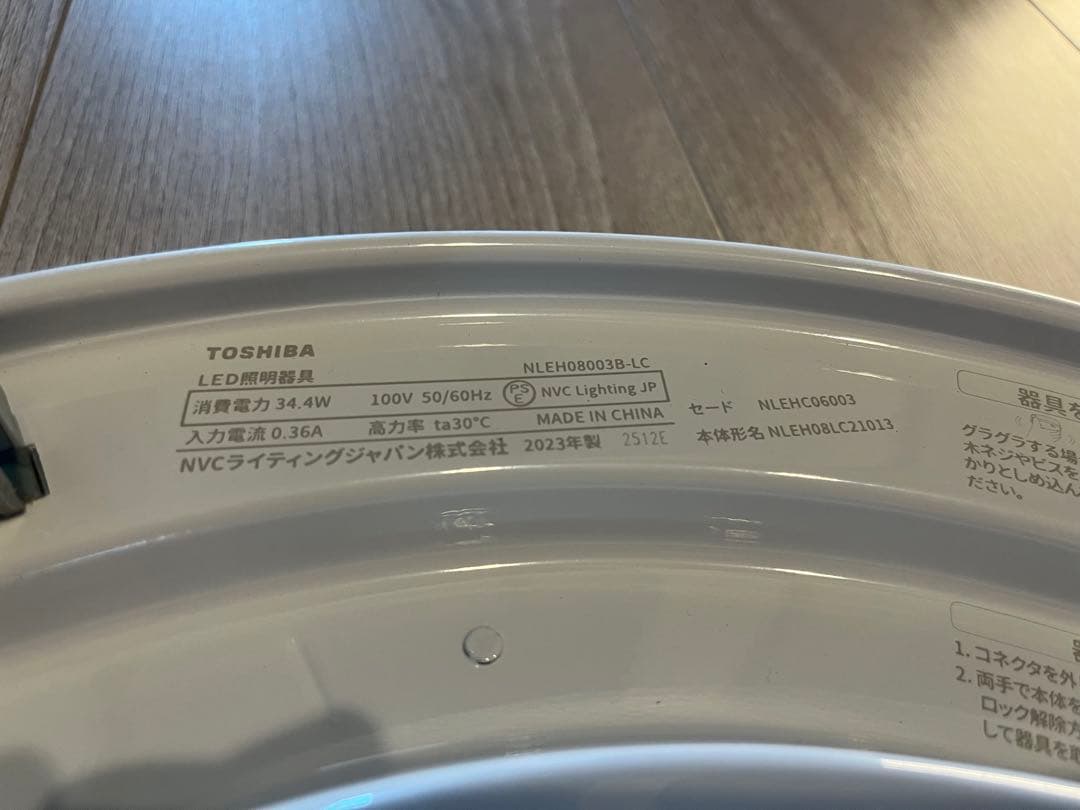 TOSHIBA
LED照明器具 NLEH08003B-LC
消費電力 34.4W 100V 50/60Hz PS E NVC Lighting JP
入力電流 0.36A 高力率 ta30°C MADE IN CHINA
NVCライティングジャパン株式会社 2023年製 2512E
セード NLEHC06003
本体形名 NLEH08LC21013
器具を
グラグラする場
木ネジやビスを
かりとしめ込ん
ださい。
1. コネクタを外
2. 両手で本体を
ロック解除方
して器具を取